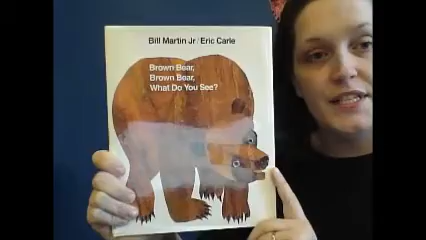 Bill Martin Jr / Eric Carle
Brown Bear,
Brown Bear,
What Do You See?